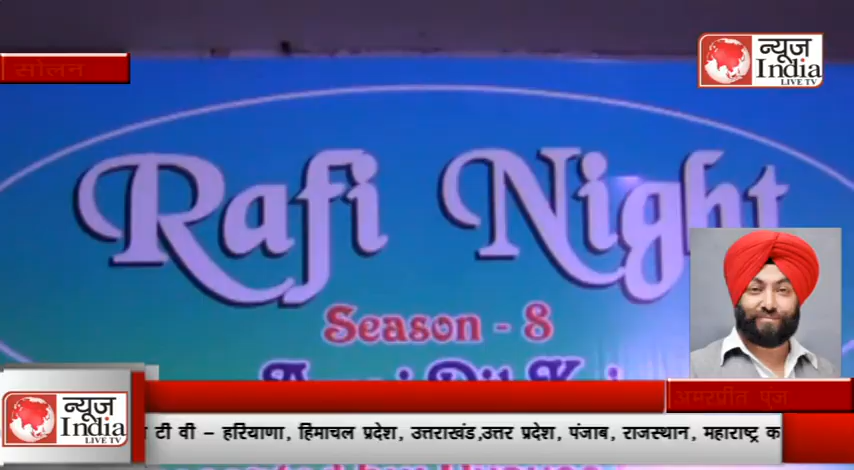 सोलन
न्यूज़
India
LIVE TV
Rafi Night
Season - 8
अमरप्रीत पंज
न्यूज़
India
LIVE TV
टी वी – हरियाणा, हिमाचल प्रदेश, उत्तराखंड,उत्तर प्रदेश, पंजाब, राजस्थान, महाराष्ट्र क